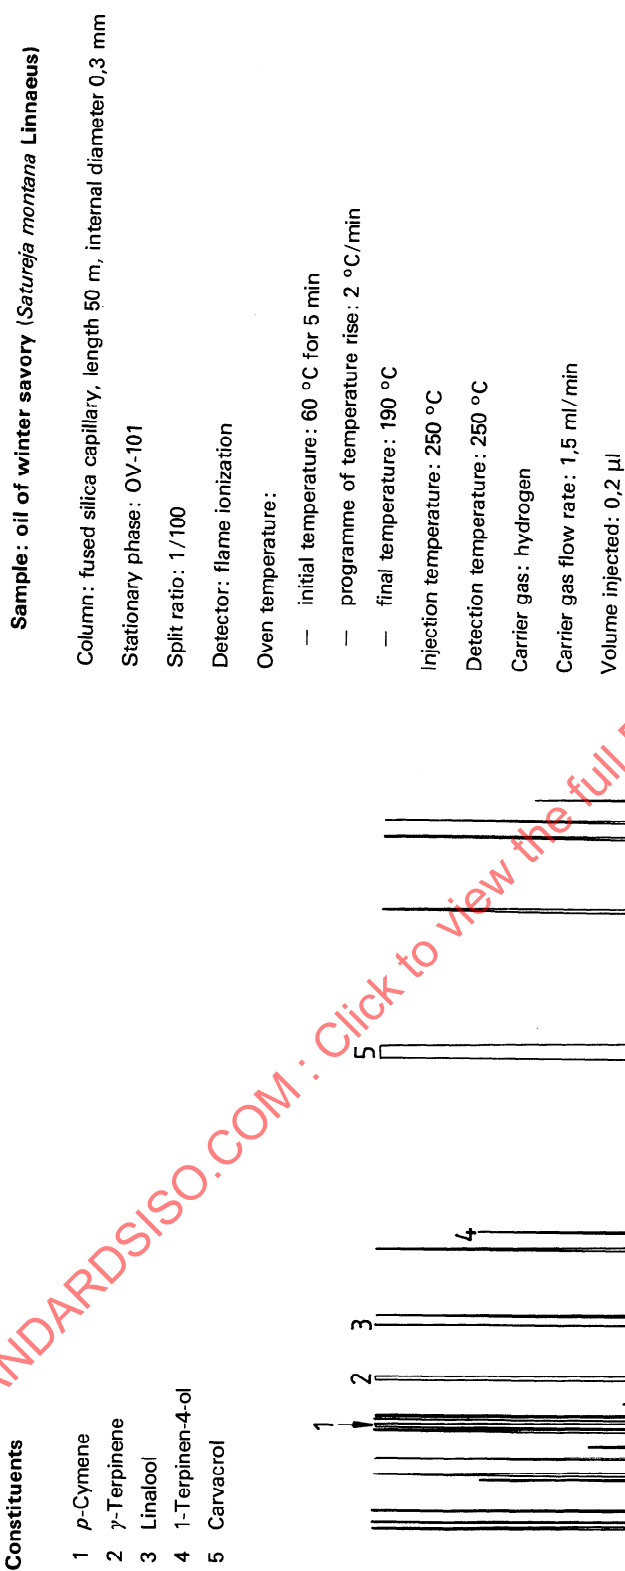 Constituents
1 p-Cymene
2 γ-Terpinene
3 Linalool
4 1-Terpinen-4-ol
5 Carvacrol
1
2
3
4
5
Sample: oil of winter savory (Satureja montana Linnaeus)
Column: fused silica capillary, length 50 m, internal diameter 0,3 mm
Stationary phase: OV-101
Split ratio: 1/100
Detector: flame ionization
Oven temperature:
— initial temperature: 60 °C for 5 min
— programme of temperature rise: 2 °C/min
— final temperature: 190 °C
Injection temperature: 250 °C
Detection temperature: 250 °C
Carrier gas: hydrogen
Carrier gas flow rate: 1,5 ml/min
Volume injected: 0,2 µl
NDARDSISO.COM : Click to view the full